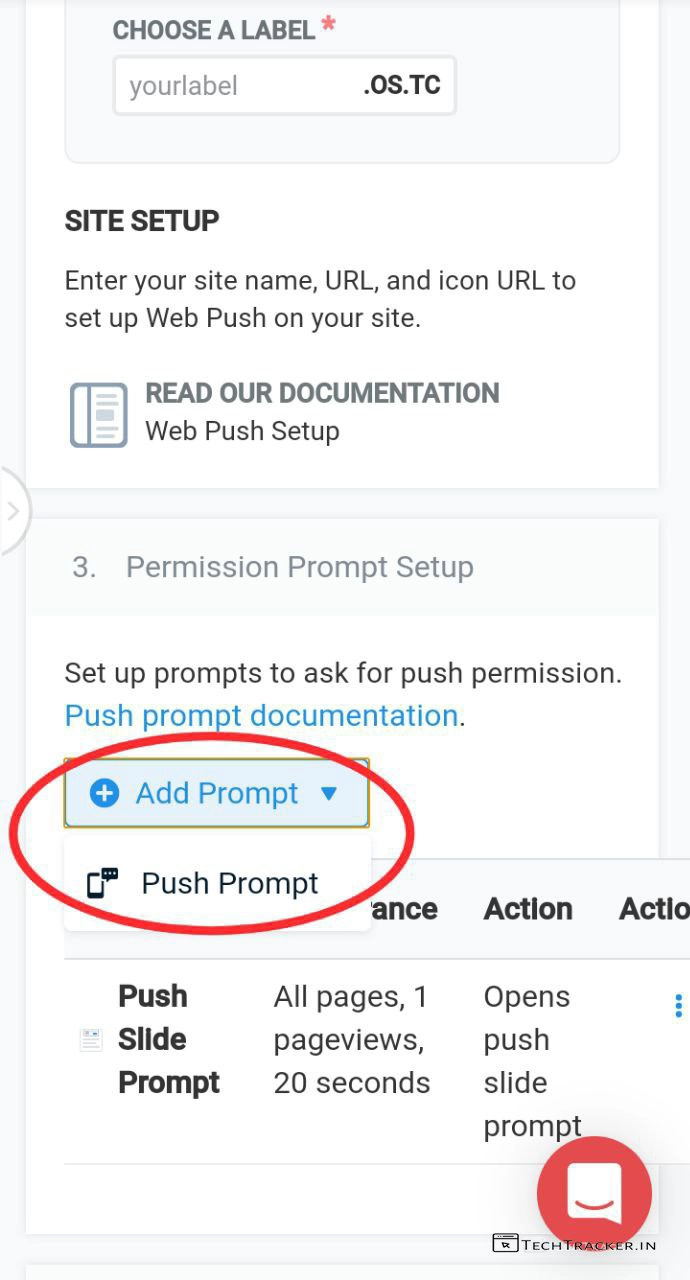 CHOOSE A LABEL *
yourlabel .OS.TC
SITE SETUP
Enter your site name, URL, and icon URL to
set up Web Push on your site.
READ OUR DOCUMENTATION
Web Push Setup
3. Permission Prompt Setup
Set up prompts to ask for push permission.
Push prompt documentation.
Add Prompt
Push Prompt
ance Action Actio
Push All pages, 1 Opens
Slide pageviews, push
Prompt 20 seconds slide
prompt
TECHTRACKER.IN